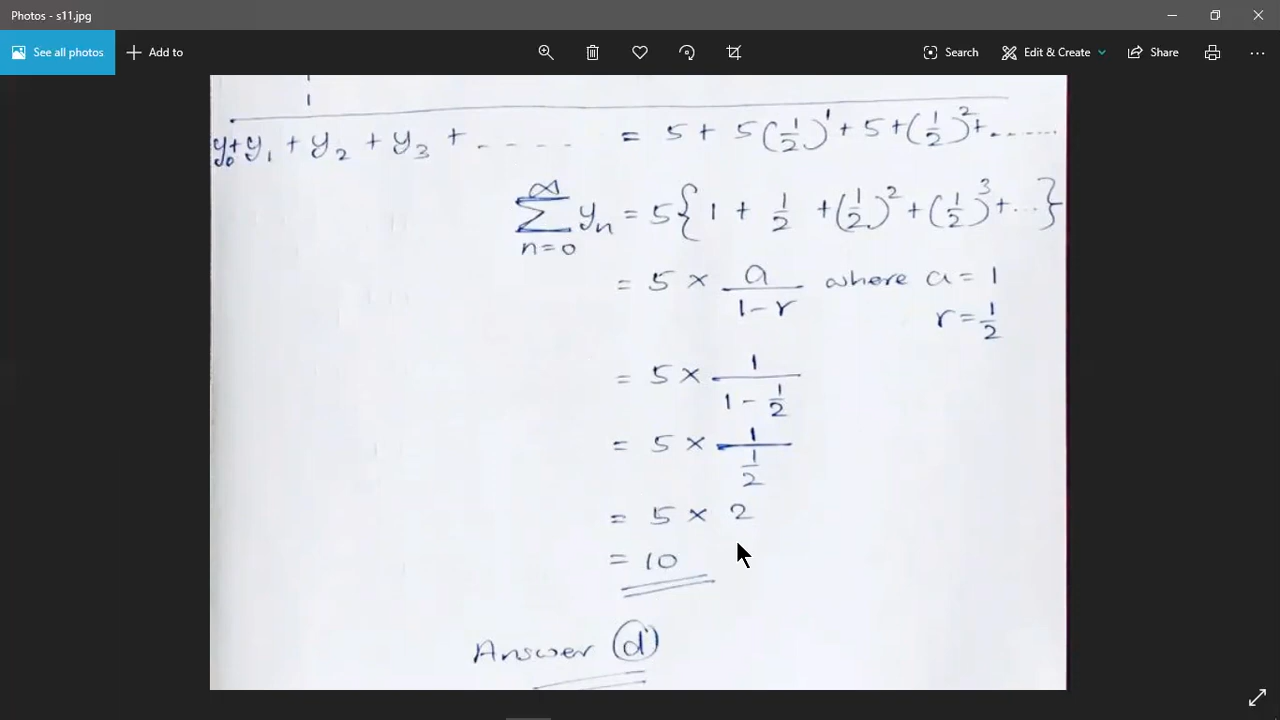 Photos - s11.jpg
See all photos Add to Search Edit & Create Share
y₀+y₁ + y₂ + y₃ + ..... = 5 + 5(1/2)¹ + 5+(1/2)²+......
∞
∑ yₙ = 5{1 + 1/2 +(1/2)² +(1/2)³+...}
n=0
= 5 × a/1-r where a = 1
r = 1/2
= 5 × 1/1 - 1/2
= 5 × 1/1/2
= 5 × 2
= 10
Answer (d)